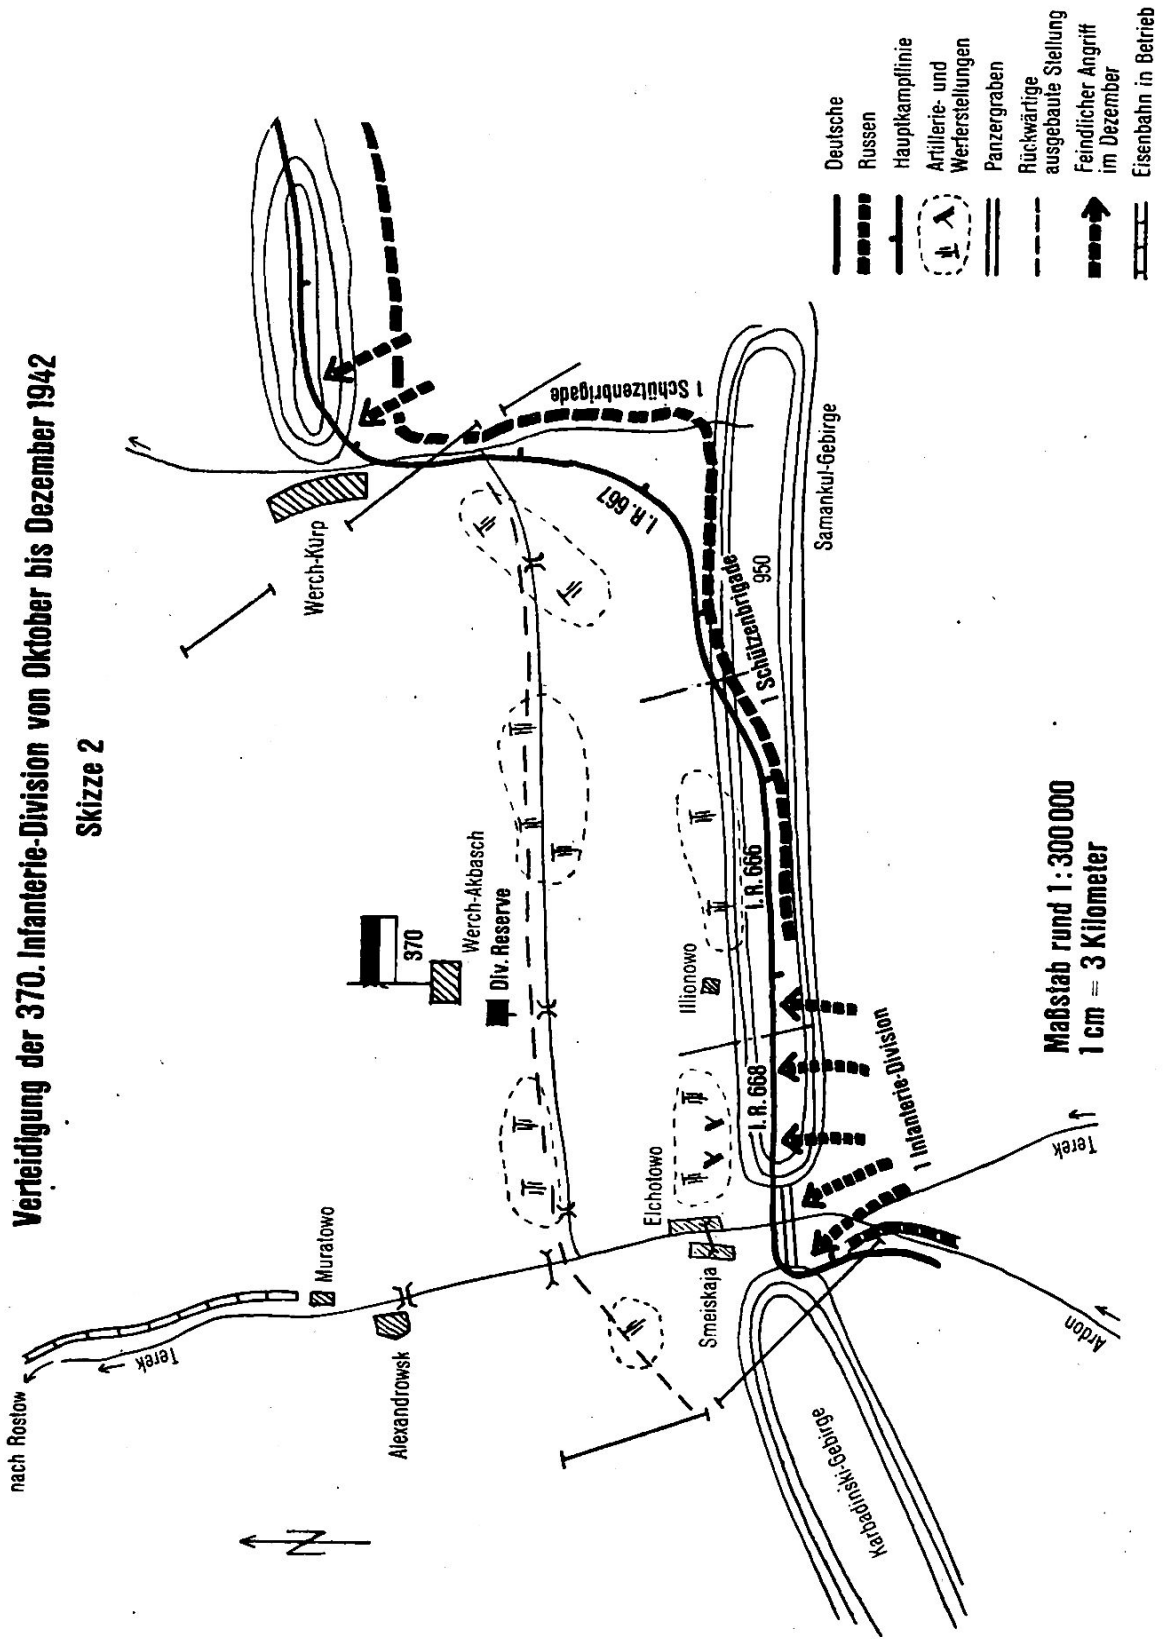 Verteidigung der 370. Infanterie-Division von Oktober bis Dezember 1942
Skizze 2
nach Rostow
Terek
Muratowo
Alexandrowsk
370
Werch-Akbasch
Div. Reserve
Werch-Kurp
I.R. 667
1 Schützenbrigade
Elchotowo
Smeiskaja
Illionowo
I.R. 668
I.R. 666
1 Schützenbrigade
950
Samankul-Gebirge
Karbadinski-Gebirge
1 Infanterie-Division
Ardon
Terek
Maßstab rund 1:300000
1 cm = 3 Kilometer
Deutsche
Russen
Hauptkampflinie
Artillerie- und
Werferstellungen
Panzergraben
Rückwärtige
ausgebaute Stellung
Feindlicher Angriff
im Dezember
Eisenbahn in Betrieb
N